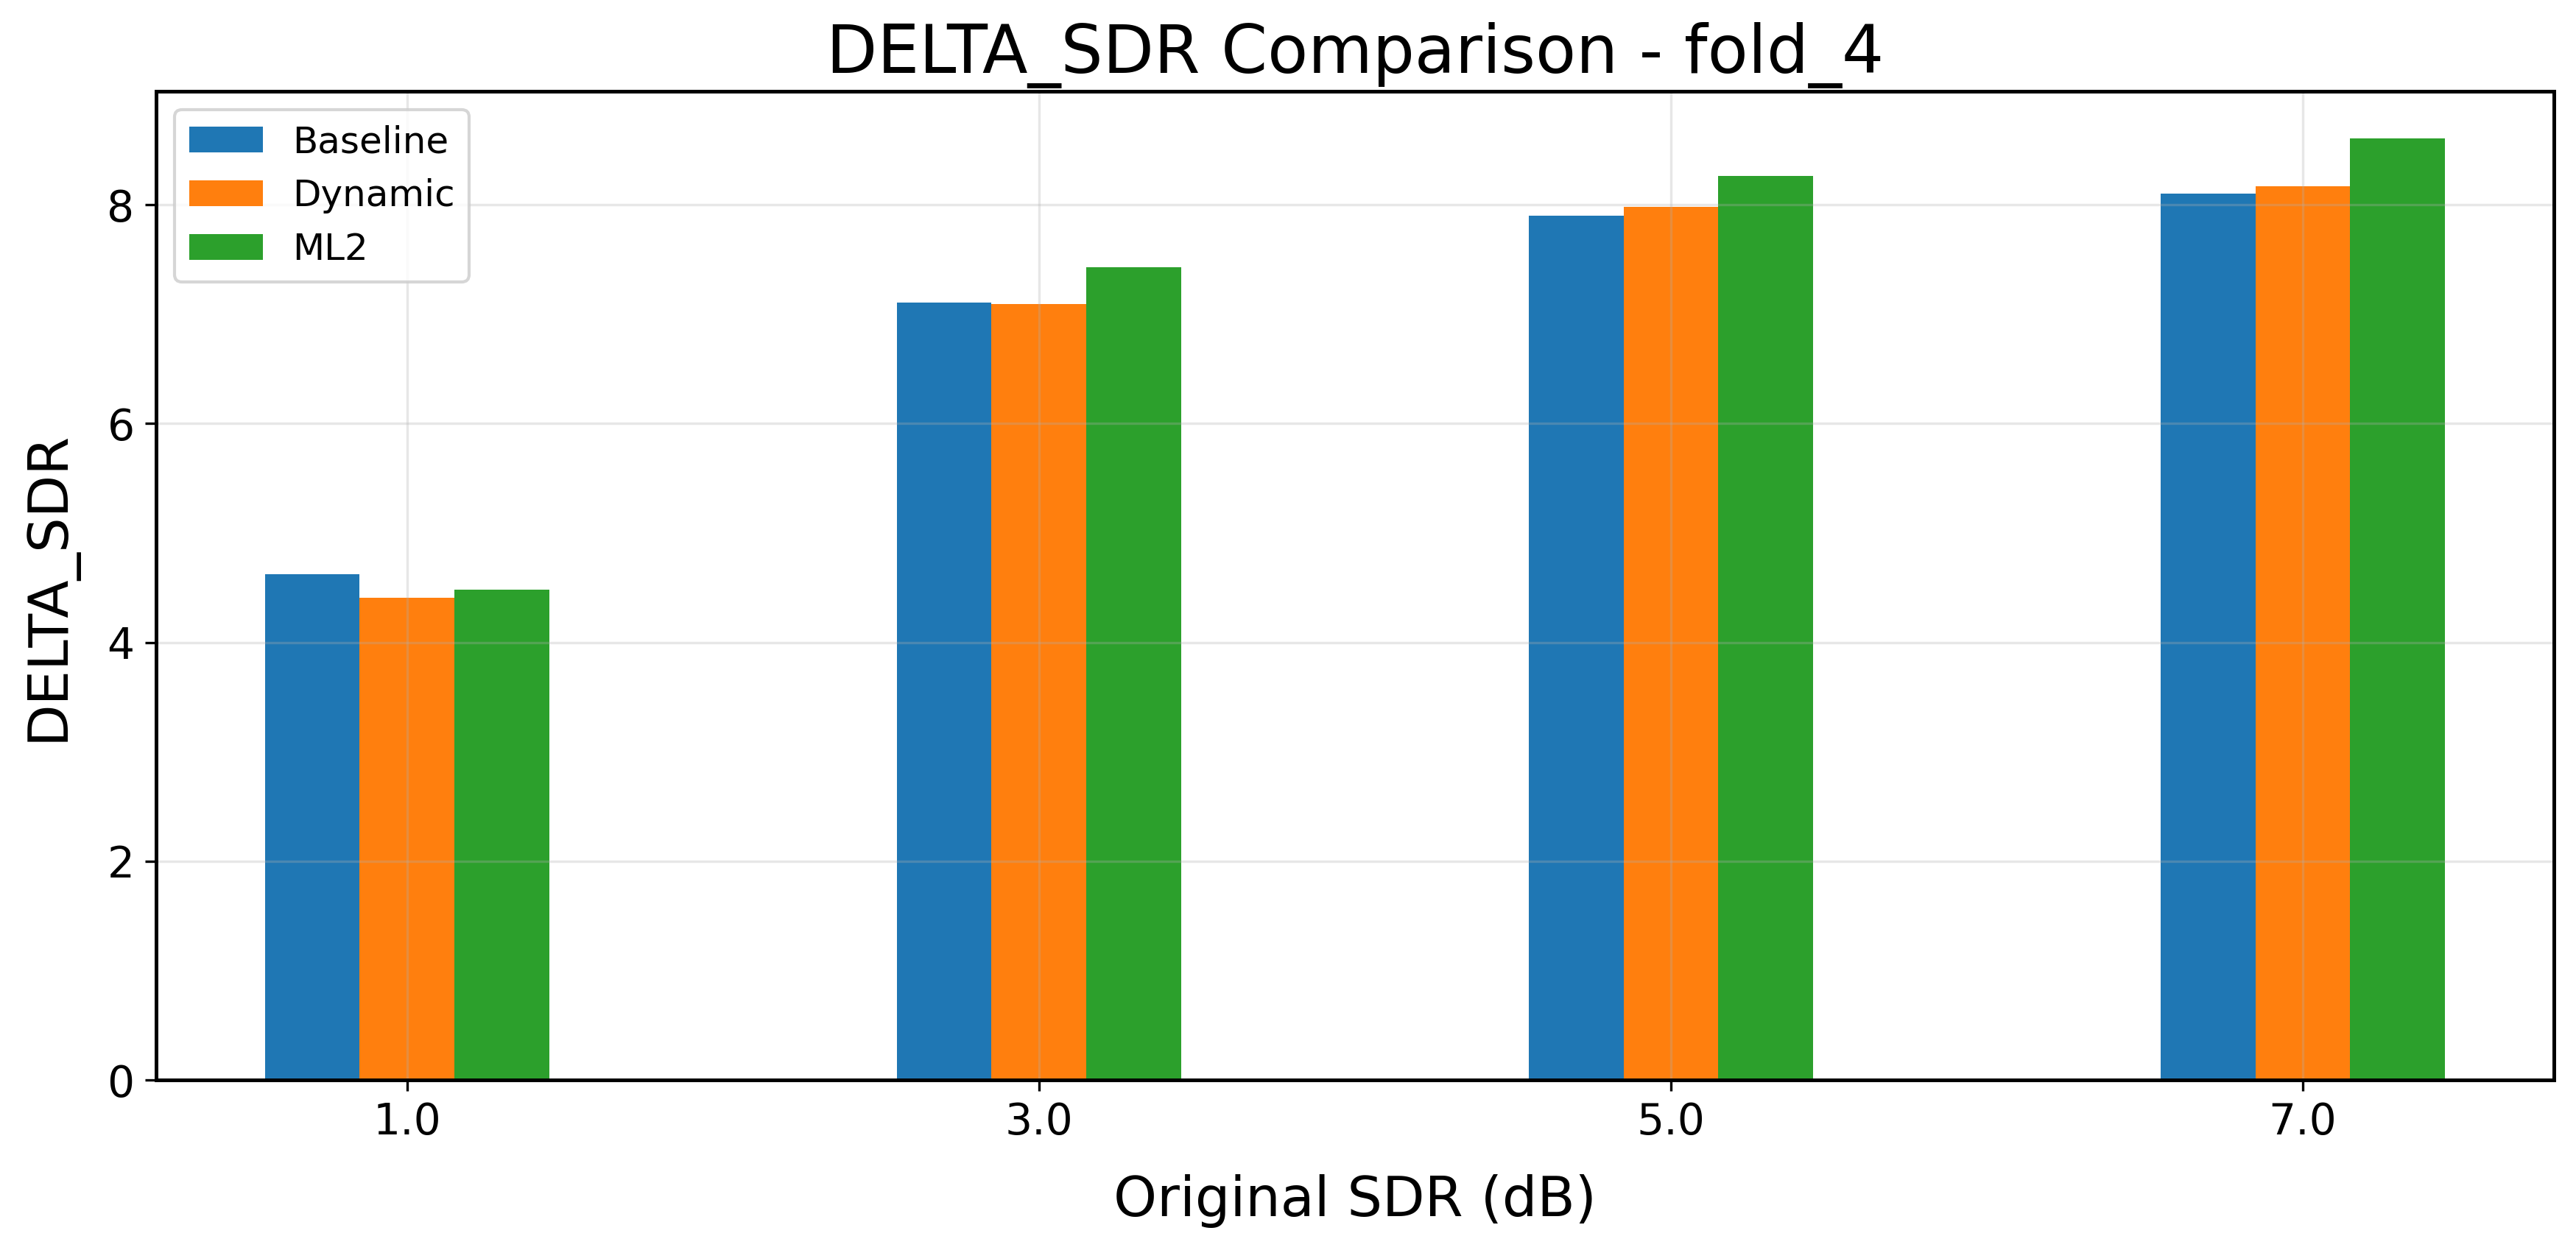 DELTA_SDR Comparison - fold_4
Baseline
Dynamic
ML2
DELTA_SDR
8
6
4
2
0
1.0 3.0 5.0 7.0
Original SDR (dB)